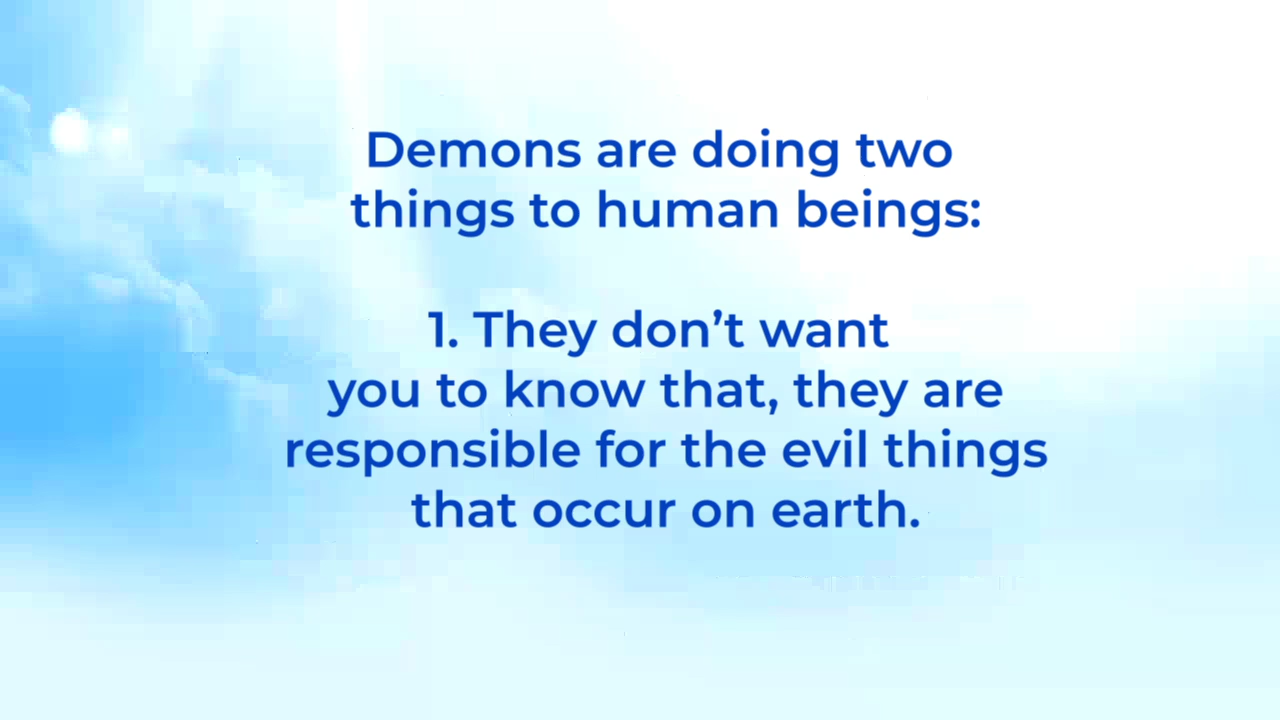 Demons are doing two
things to human beings:
1. They don’t want
you to know that, they are
responsible for the evil things
that occur on earth.